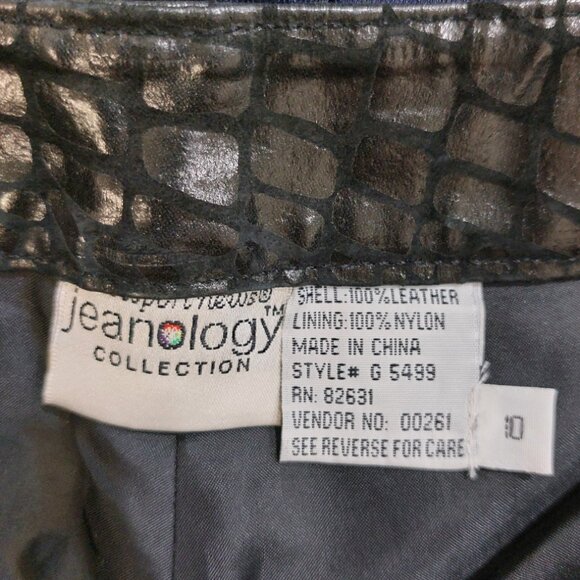 news
jeanology™
COLLECTION
SHELL:100%LEATHER
LINING:100%NYLON
MADE IN CHINA
STYLE# G 5499
RN: 82631
VENDOR NO: 00261
SEE REVERSE FOR CARE
10